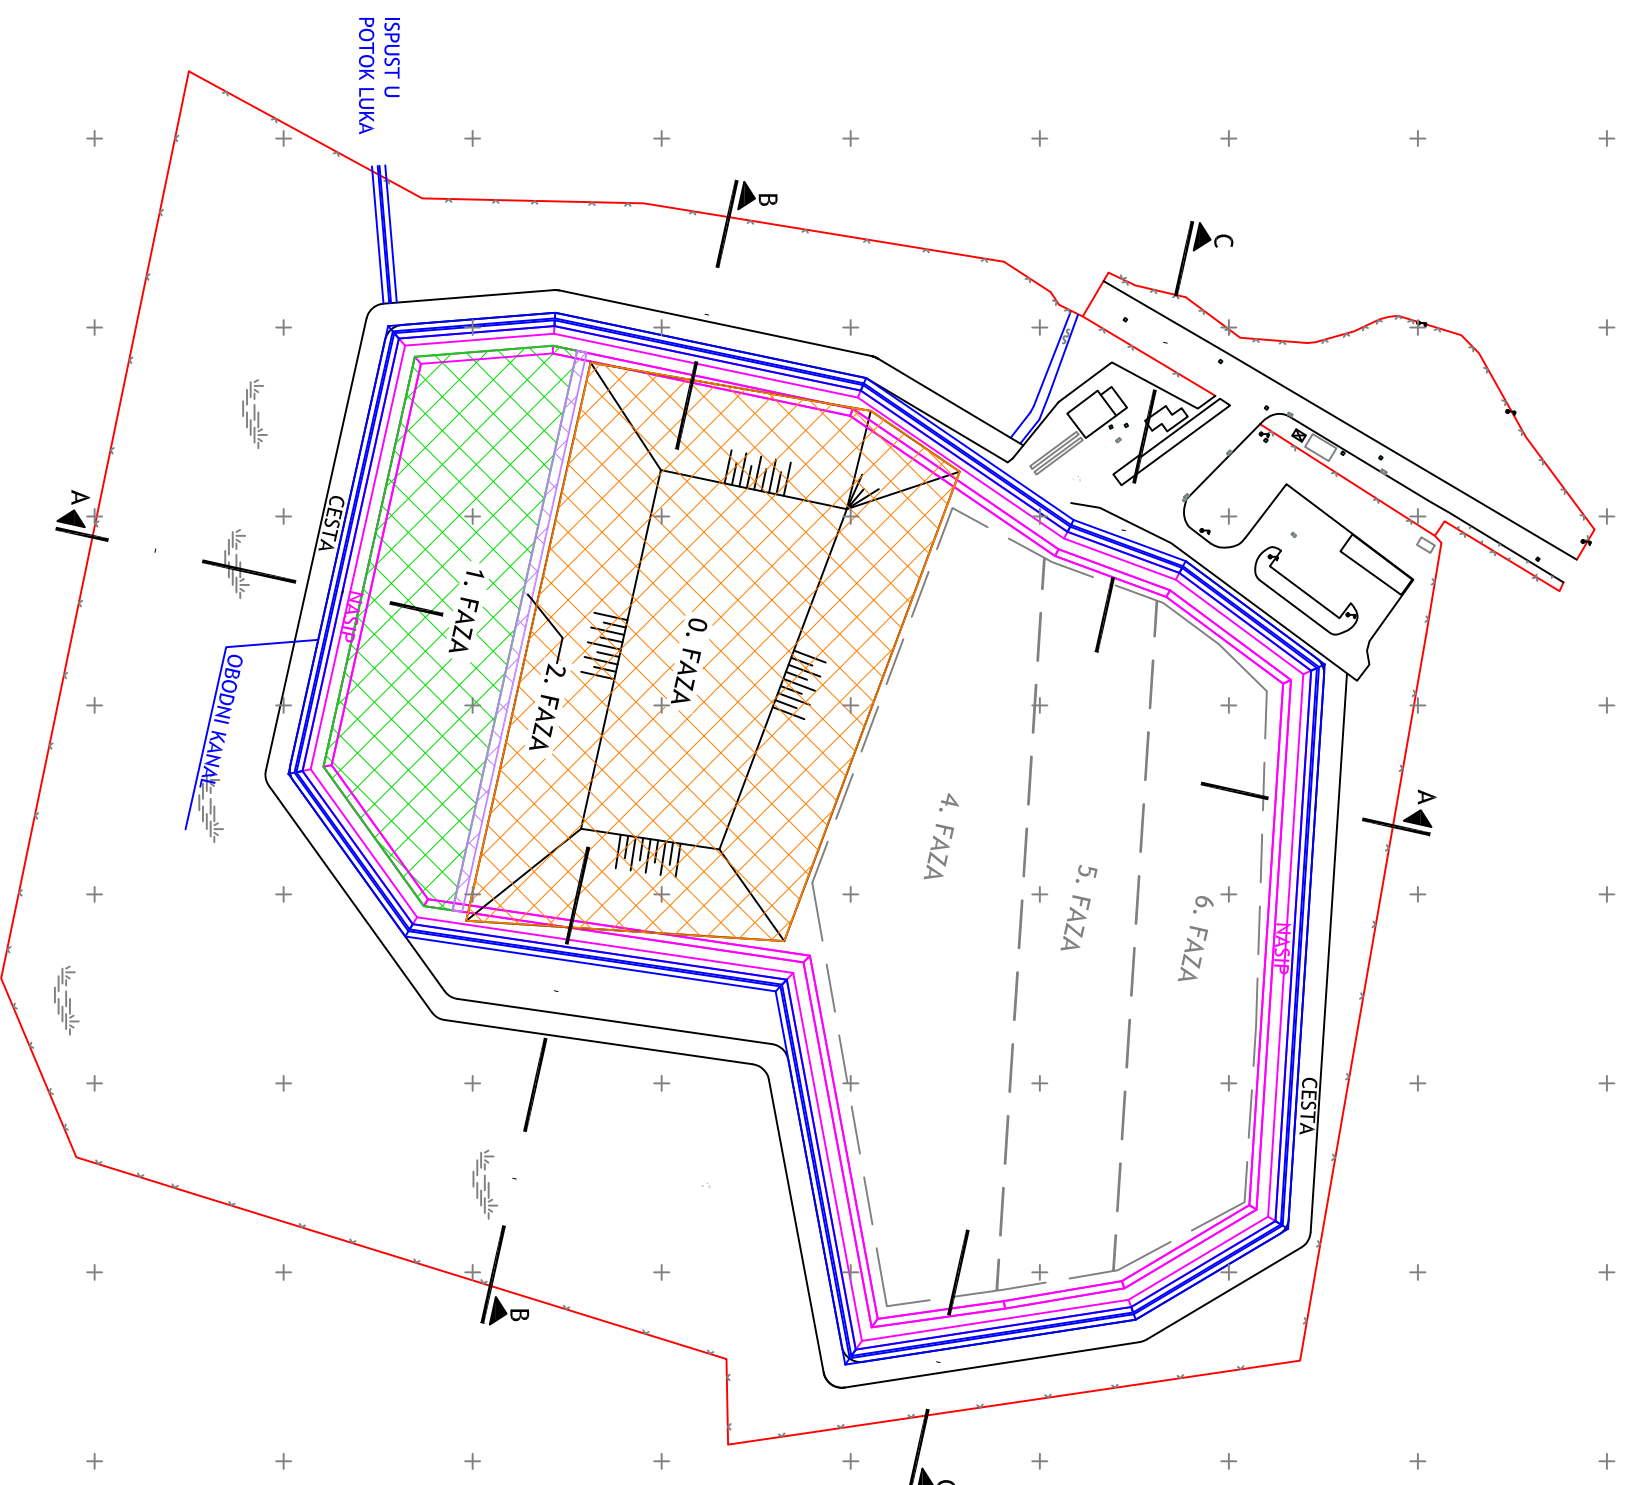 ISPUST U
POTOK LUKA
B
C
A
CESTA
NASIP
1. FAZA
OBODNI KANAL
2. FAZA
0. FAZA
4. FAZA
5. FAZA
6. FAZA
A
NASIP
CESTA
B